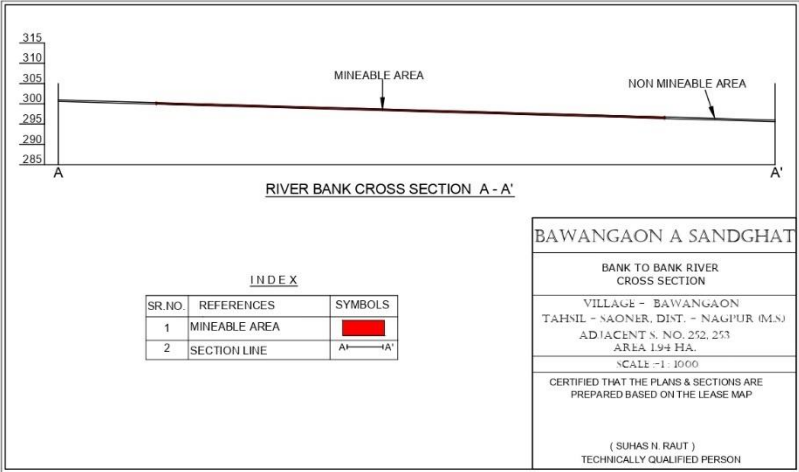 315
310
305
300
295
290
285
MINEABLE AREA
NON MINEABLE AREA
A
A'
RIVER BANK CROSS SECTION A - A'
INDEX
SR.NO. REFERENCES SYMBOLS
1 MINEABLE AREA
2 SECTION LINE A A'
BAWANGAON A SANDGHAT
BANK TO BANK RIVER
CROSS SECTION
VILLAGE - BAWANGAON
TAHSIL - SAONER, DIST. - NAGPUR (M.S.)
ADJACENT S. NO. 252, 253
AREA 1.94 HA.
SCALE :-1 : 1000
CERTIFIED THAT THE PLANS & SECTIONS ARE
PREPARED BASED ON THE LEASE MAP
( SUHAS N. RAUT )
TECHNICALLY QUALIFIED PERSON